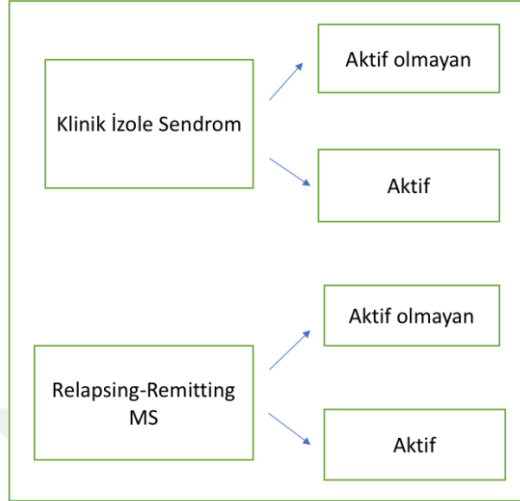 Aktif olmayan
Klinik İzole Sendrom
Aktif
Aktif olmayan
Relapsing-Remitting
MS
Aktif